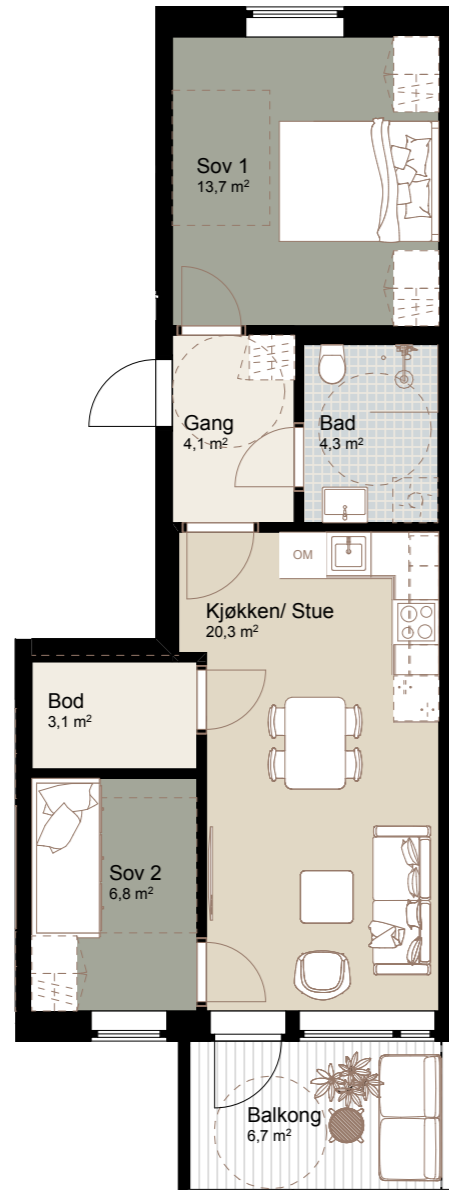 Sov 1
13,7 m²
Gang
4,1 m²
Bad
4,3 m²
OM
Kjøkken/ Stue
20,3 m²
Bod
3,1 m²
Sov 2
6,8 m²
Balkong
6,7 m²